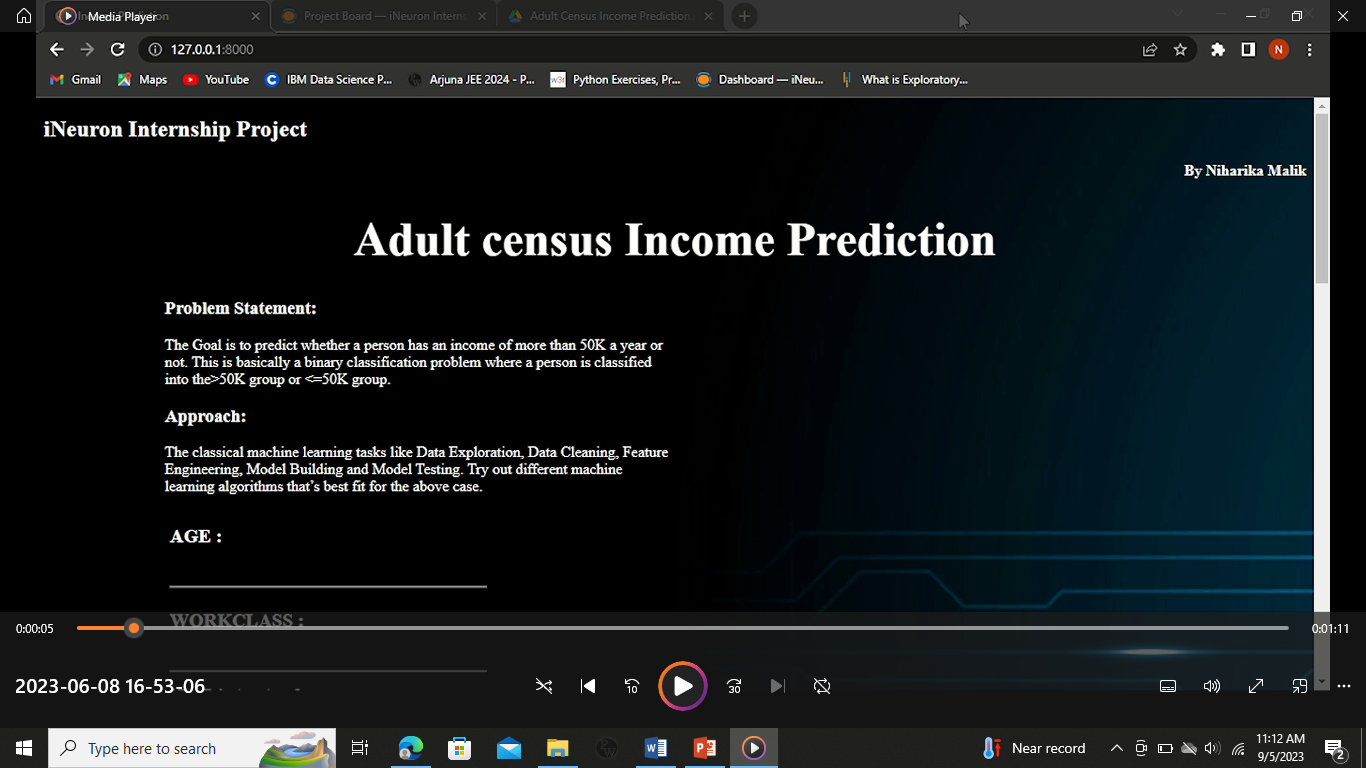 Media Player
Project Board — iNeuron Intern
Adult Census Income Prediction
127.0.0.1:8000
N
Gmail
Maps
YouTube
IBM Data Science P...
Arjuna JEE 2024 - P...
w3r
Python Exercises, Pr...
Dashboard — iNeu...
What is Exploratory...
iNeuron Internship Project
By Niharika Malik
Adult census Income Prediction
Problem Statement:
The Goal is to predict whether a person has an income of more than 50K a year or
not. This is basically a binary classification problem where a person is classified
into the>50K group or <=50K group.
Approach:
The classical machine learning tasks like Data Exploration, Data Cleaning, Feature
Engineering, Model Building and Model Testing. Try out different machine
learning algorithms that’s best fit for the above case.
AGE :
WORKCLASS :
0:00:05
0:01:11
2023-06-08 16-53-06
10
30
Type here to search
Near record
11:12 AM
9/5/2023
2